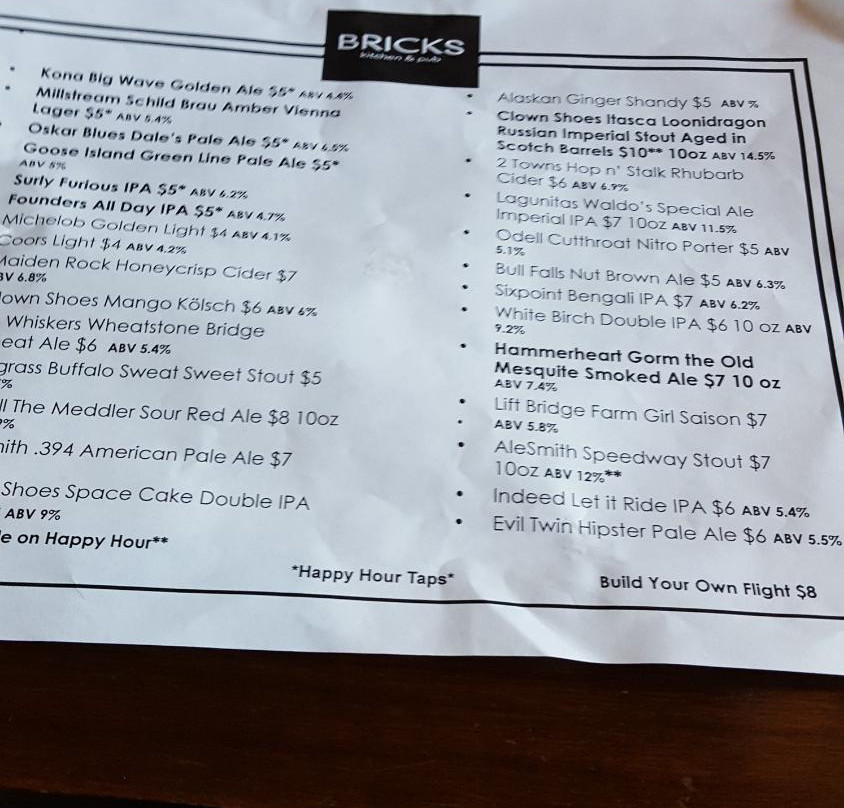 BRICKS
kitchen & pub
Kona Big Wave Golden Ale $5* ABV 4.4%
Millstream Schild Brau Amber Vienna
Lager $5* ABV 5.4%
Oskar Blues Dale's Pale Ale $5* ABV 6.5%
Goose Island Green Line Pale Ale $5*
ABV 5%
Surly Furious IPA $5* ABV 6.2%
Founders All Day IPA $5* ABV 4.7%
Michelob Golden Light $4 ABV 4.1%
Coors Light $4 ABV 4.2%
Maiden Rock Honeycrisp Cider $7
BV 6.8%
lown Shoes Mango Kölsch $6 ABV 6%
Whiskers Wheatstone Bridge
eat Ale $6 ABV 5.4%
grass Buffalo Sweat Sweet Stout $5
%
ll The Meddler Sour Red Ale $8 10oz
%
mith .394 American Pale Ale $7
Shoes Space Cake Double IPA
ABV 9%
le on Happy Hour**
Alaskan Ginger Shandy $5 ABV %
Clown Shoes Itasca Loonidragon
Russian Imperial Stout Aged in
Scotch Barrels $10** 10oz ABV 14.5%
2 Towns Hop n' Stalk Rhubarb
Cider $6 ABV 6.9%
Lagunitas Waldo's Special Ale
Imperial IPA $7 10oz ABV 11.5%
Odell Cutthroat Nitro Porter $5 ABV
5.1%
Bull Falls Nut Brown Ale $5 ABV 6.3%
Sixpoint Bengali IPA $7 ABV 6.2%
White Birch Double IPA $6 10 oz ABV
9.2%
Hammerheart Gorm the Old
Mesquite Smoked Ale $7 10 oz
ABV 7.4%
Lift Bridge Farm Girl Saison $7
ABV 5.8%
AleSmith Speedway Stout $7
10oz ABV 12%**
Indeed Let it Ride IPA $6 ABV 5.4%
Evil Twin Hipster Pale Ale $6 ABV 5.5%
*Happy Hour Taps*
Build Your Own Flight $8